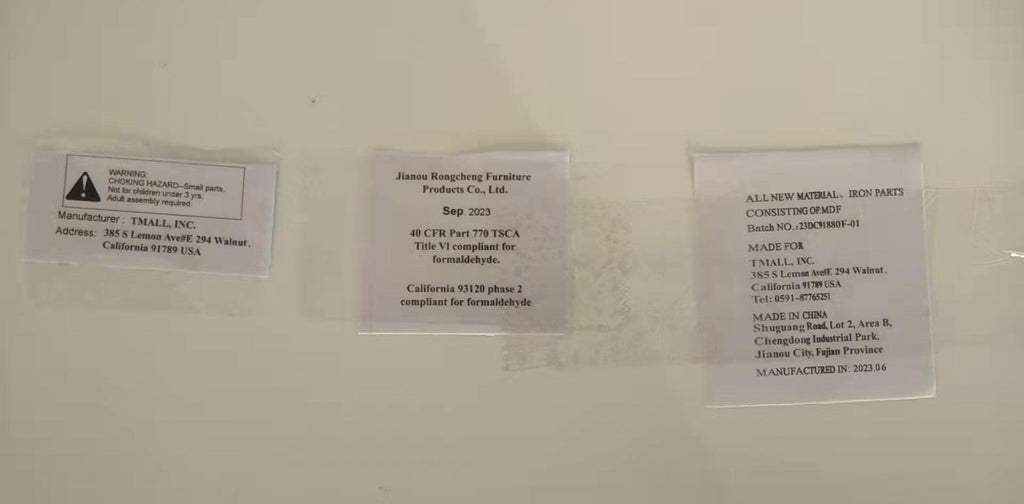 WARNING:
CHOKING HAZARD--Small parts.
Not for children under 3 yrs.
Adult assembly required.
Manufacturer : TMALL, INC.
Address: 385 S Lemon Ave#E 294 Walnut,
California 91789 USA
Jianou Rongcheng Furniture
Products Co., Ltd.
Sep. 2023
40 CFR Part 770 TSCA
Title VI compliant for
formaldehyde.
California 93120 phase 2
compliant for formaldehyde
ALL NEW MATERIAL、IRON PARTS
CONSISTING OF.MDF
Batch NO.:23DC91880F-01
MADE FOR
TMALL, INC.
385 S Lemon Ave#E 294 Walnut,
California 91789 USA
Tel: 0591-87765251
MADE IN CHINA
Shuguang Road, Lot 2, Area B,
Chengdong Industrial Park,
Jianou City, Fujian Province
MANUFACTURED IN: 2023.06